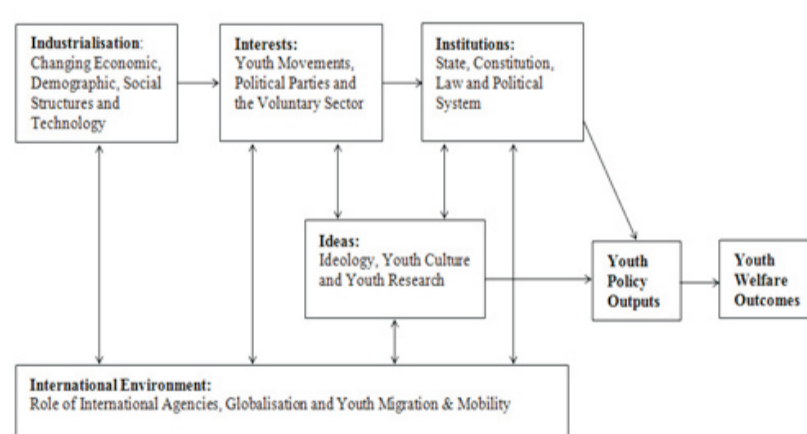 Industrialisation:
Changing Economic,
Demographic, Social
Structures and
Technology
Interests:
Youth Movements,
Political Parties and
the Voluntary Sector
Institutions:
State, Constitution,
Law and Political
System
Ideas:
Ideology, Youth Culture
and Youth Research
Youth
Policy
Outputs
Youth
Welfare
Outcomes
International Environment:
Role of International Agencies, Globalisation and Youth Migration & Mobility